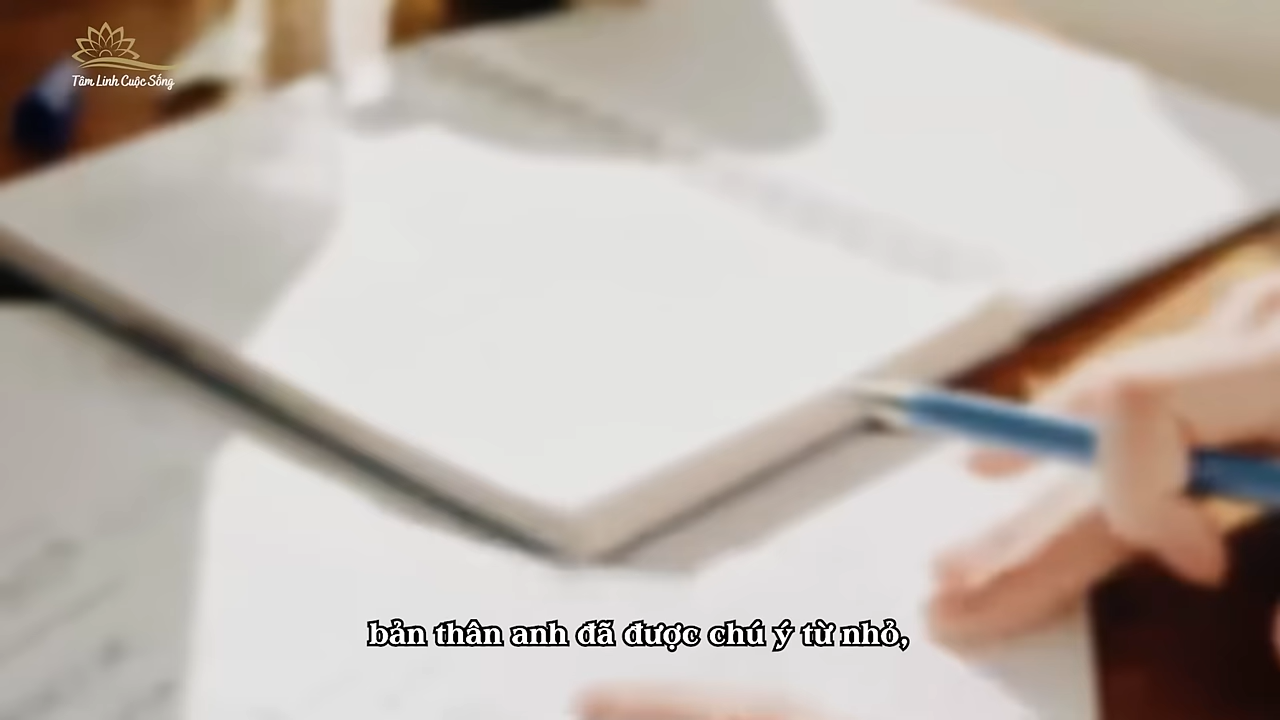 Tâm Linh Cuộc Sống
bản thân anh đã được chú ý từ nhỏ,